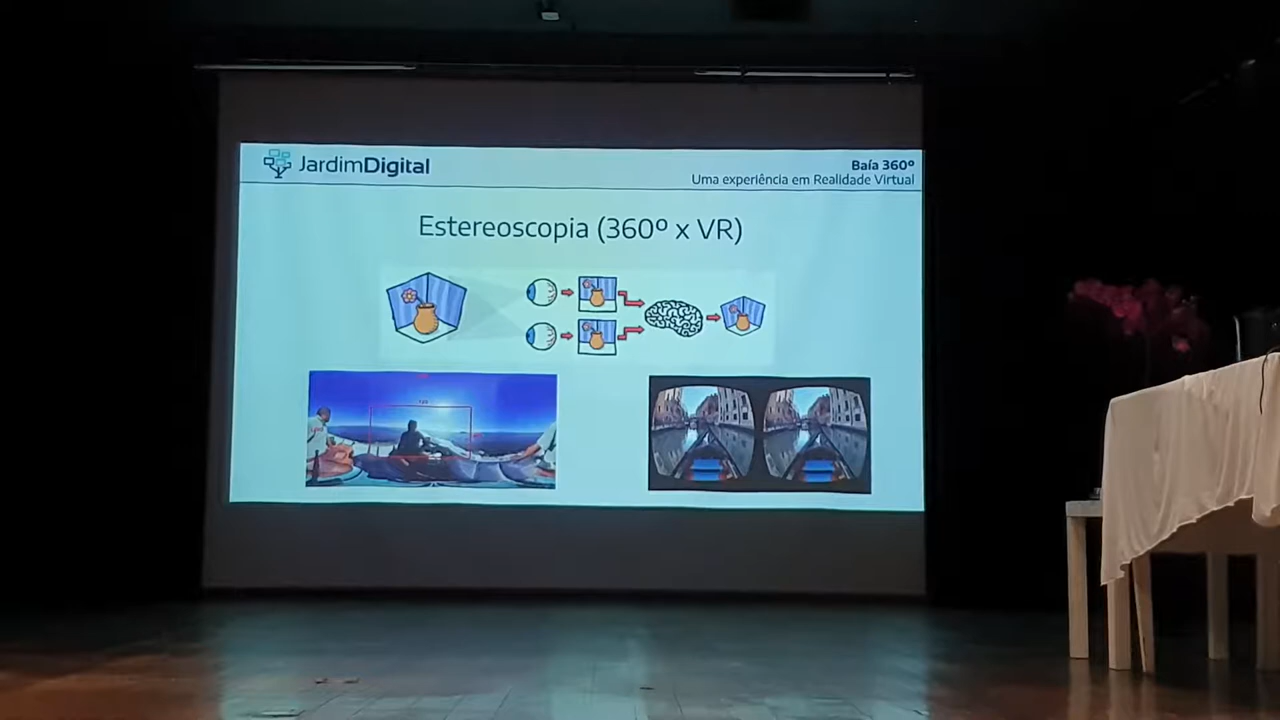 JardimDigital
Baía 360º
Uma experiência em Realidade Virtual
Estereoscopia (360º x VR)